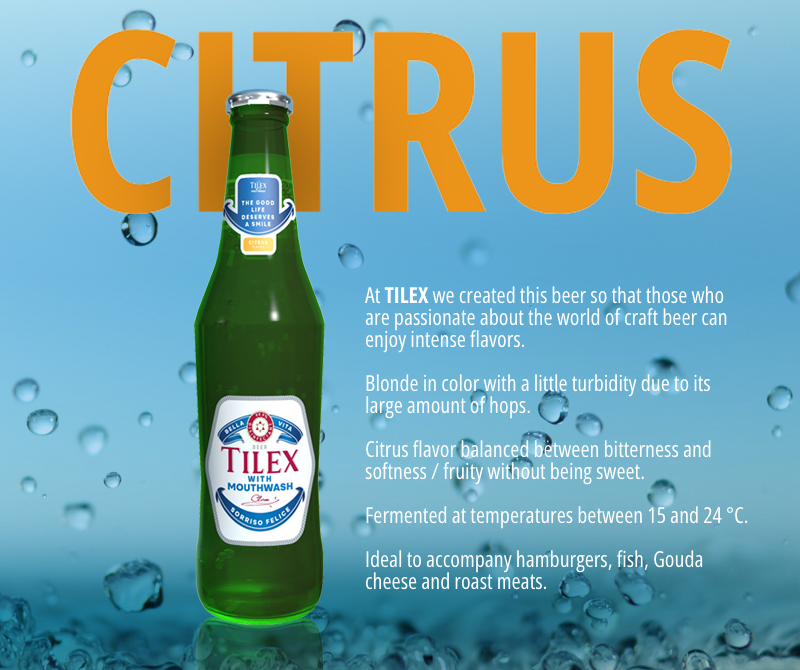 CITRUS
TILEX
THE GOOD
LIFE
DESERVES
A SMILE
CITRUS
BELLA VITA
BEER
TILEX
WITH
MOUTHWASH
SORRISO FELICE
At TILEX we created this beer so that those who
are passionate about the world of craft beer can
enjoy intense flavors.
Blonde in color with a little turbidity due to its
large amount of hops.
Citrus flavor balanced between bitterness and
softness / fruity without being sweet.
Fermented at temperatures between 15 and 24 °C.
Ideal to accompany hamburgers, fish, Gouda
cheese and roast meats.